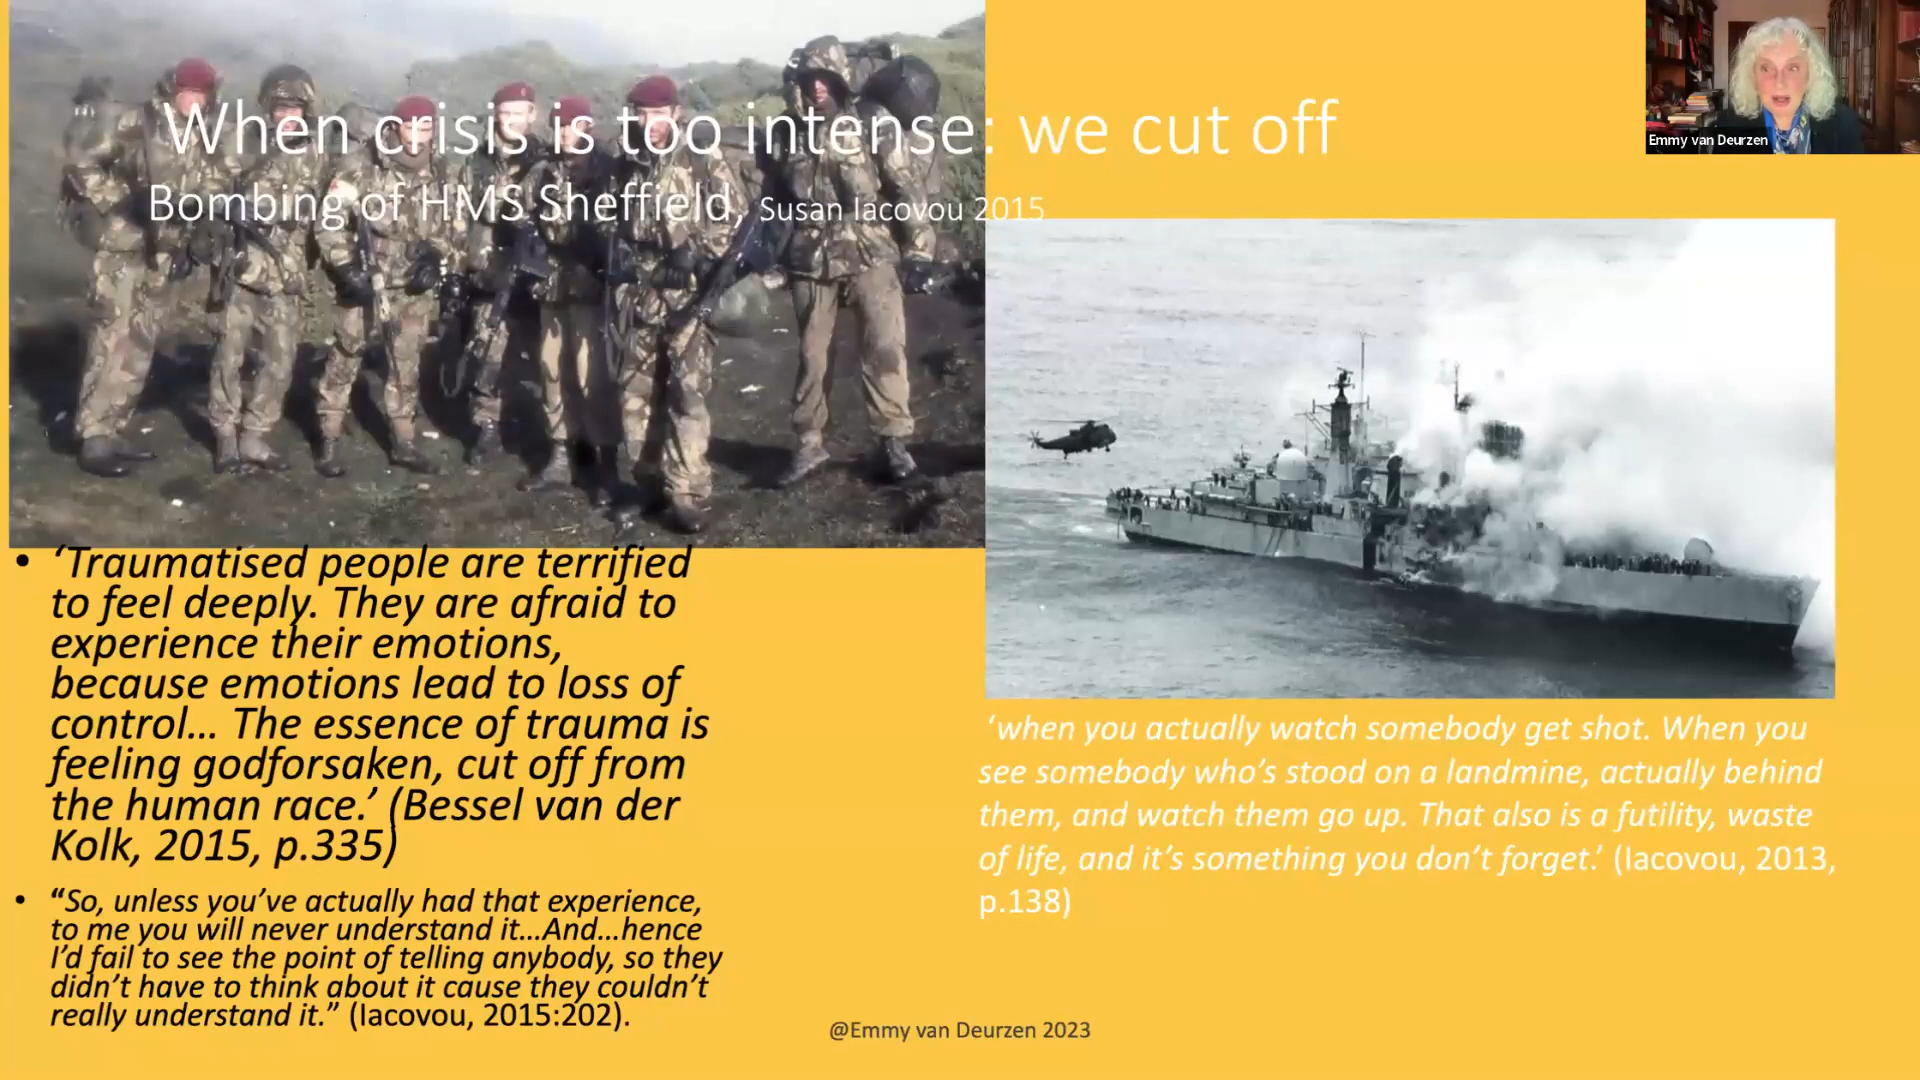 When crisis is too intense: we cut off
Bombing of HMS Sheffield, Susan Iacovou 2015
Emmy van Deurzen
• ‘Traumatised people are terrified
to feel deeply. They are afraid to
experience their emotions,
because emotions lead to loss of
control… The essence of trauma is
feeling godforsaken, cut off from
the human race.’ (Bessel van der
Kolk, 2015, p.335)
• “So, unless you’ve actually had that experience,
to me you will never understand it…And…hence
I’d fail to see the point of telling anybody, so they
didn’t have to think about it cause they couldn’t
really understand it.” (Iacovou, 2015:202).
‘when you actually watch somebody get shot. When you
see somebody who’s stood on a landmine, actually behind
them, and watch them go up. That also is a futility, waste
of life, and it’s something you don’t forget.’ (Iacovou, 2013,
p.138)
@Emmy van Deurzen 2023